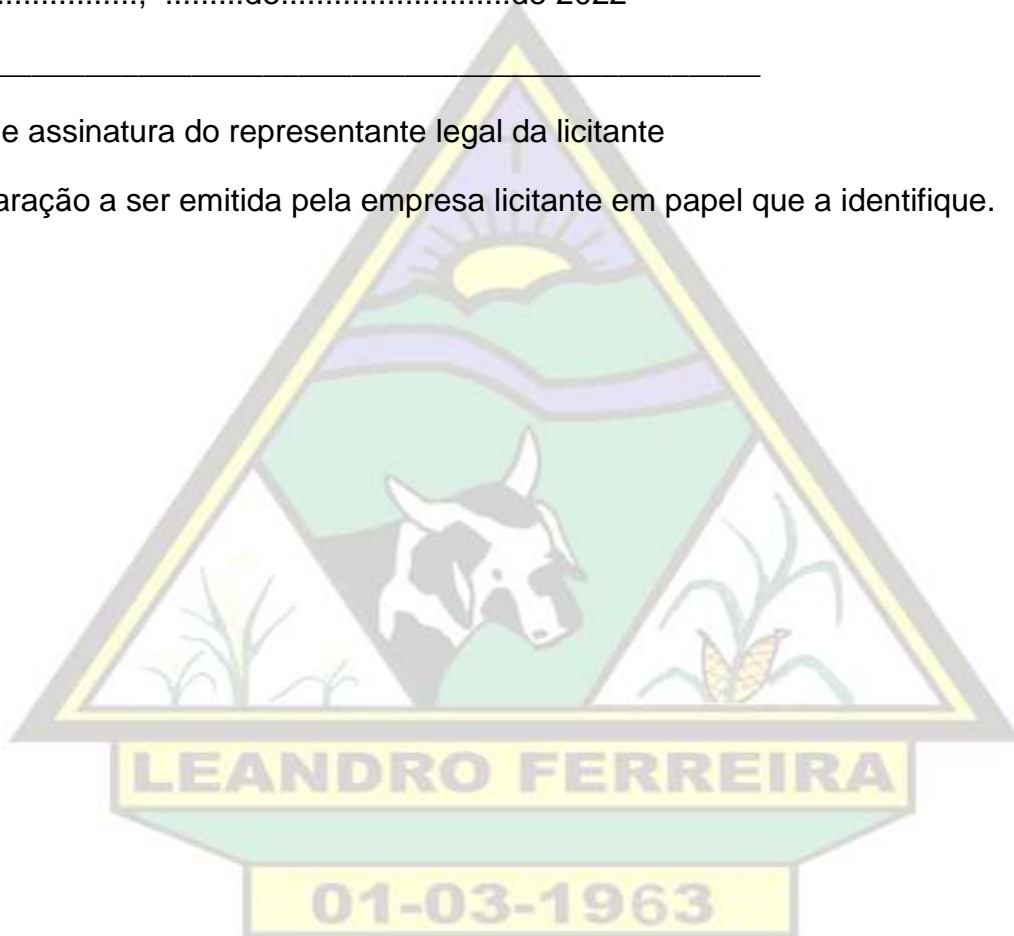 ................, .........de..........................de 2022
e assinatura do representante legal da licitante
aração a ser emitida pela empresa licitante em papel que a identifique.
LEANDRO FERREIRA
01-03-1963